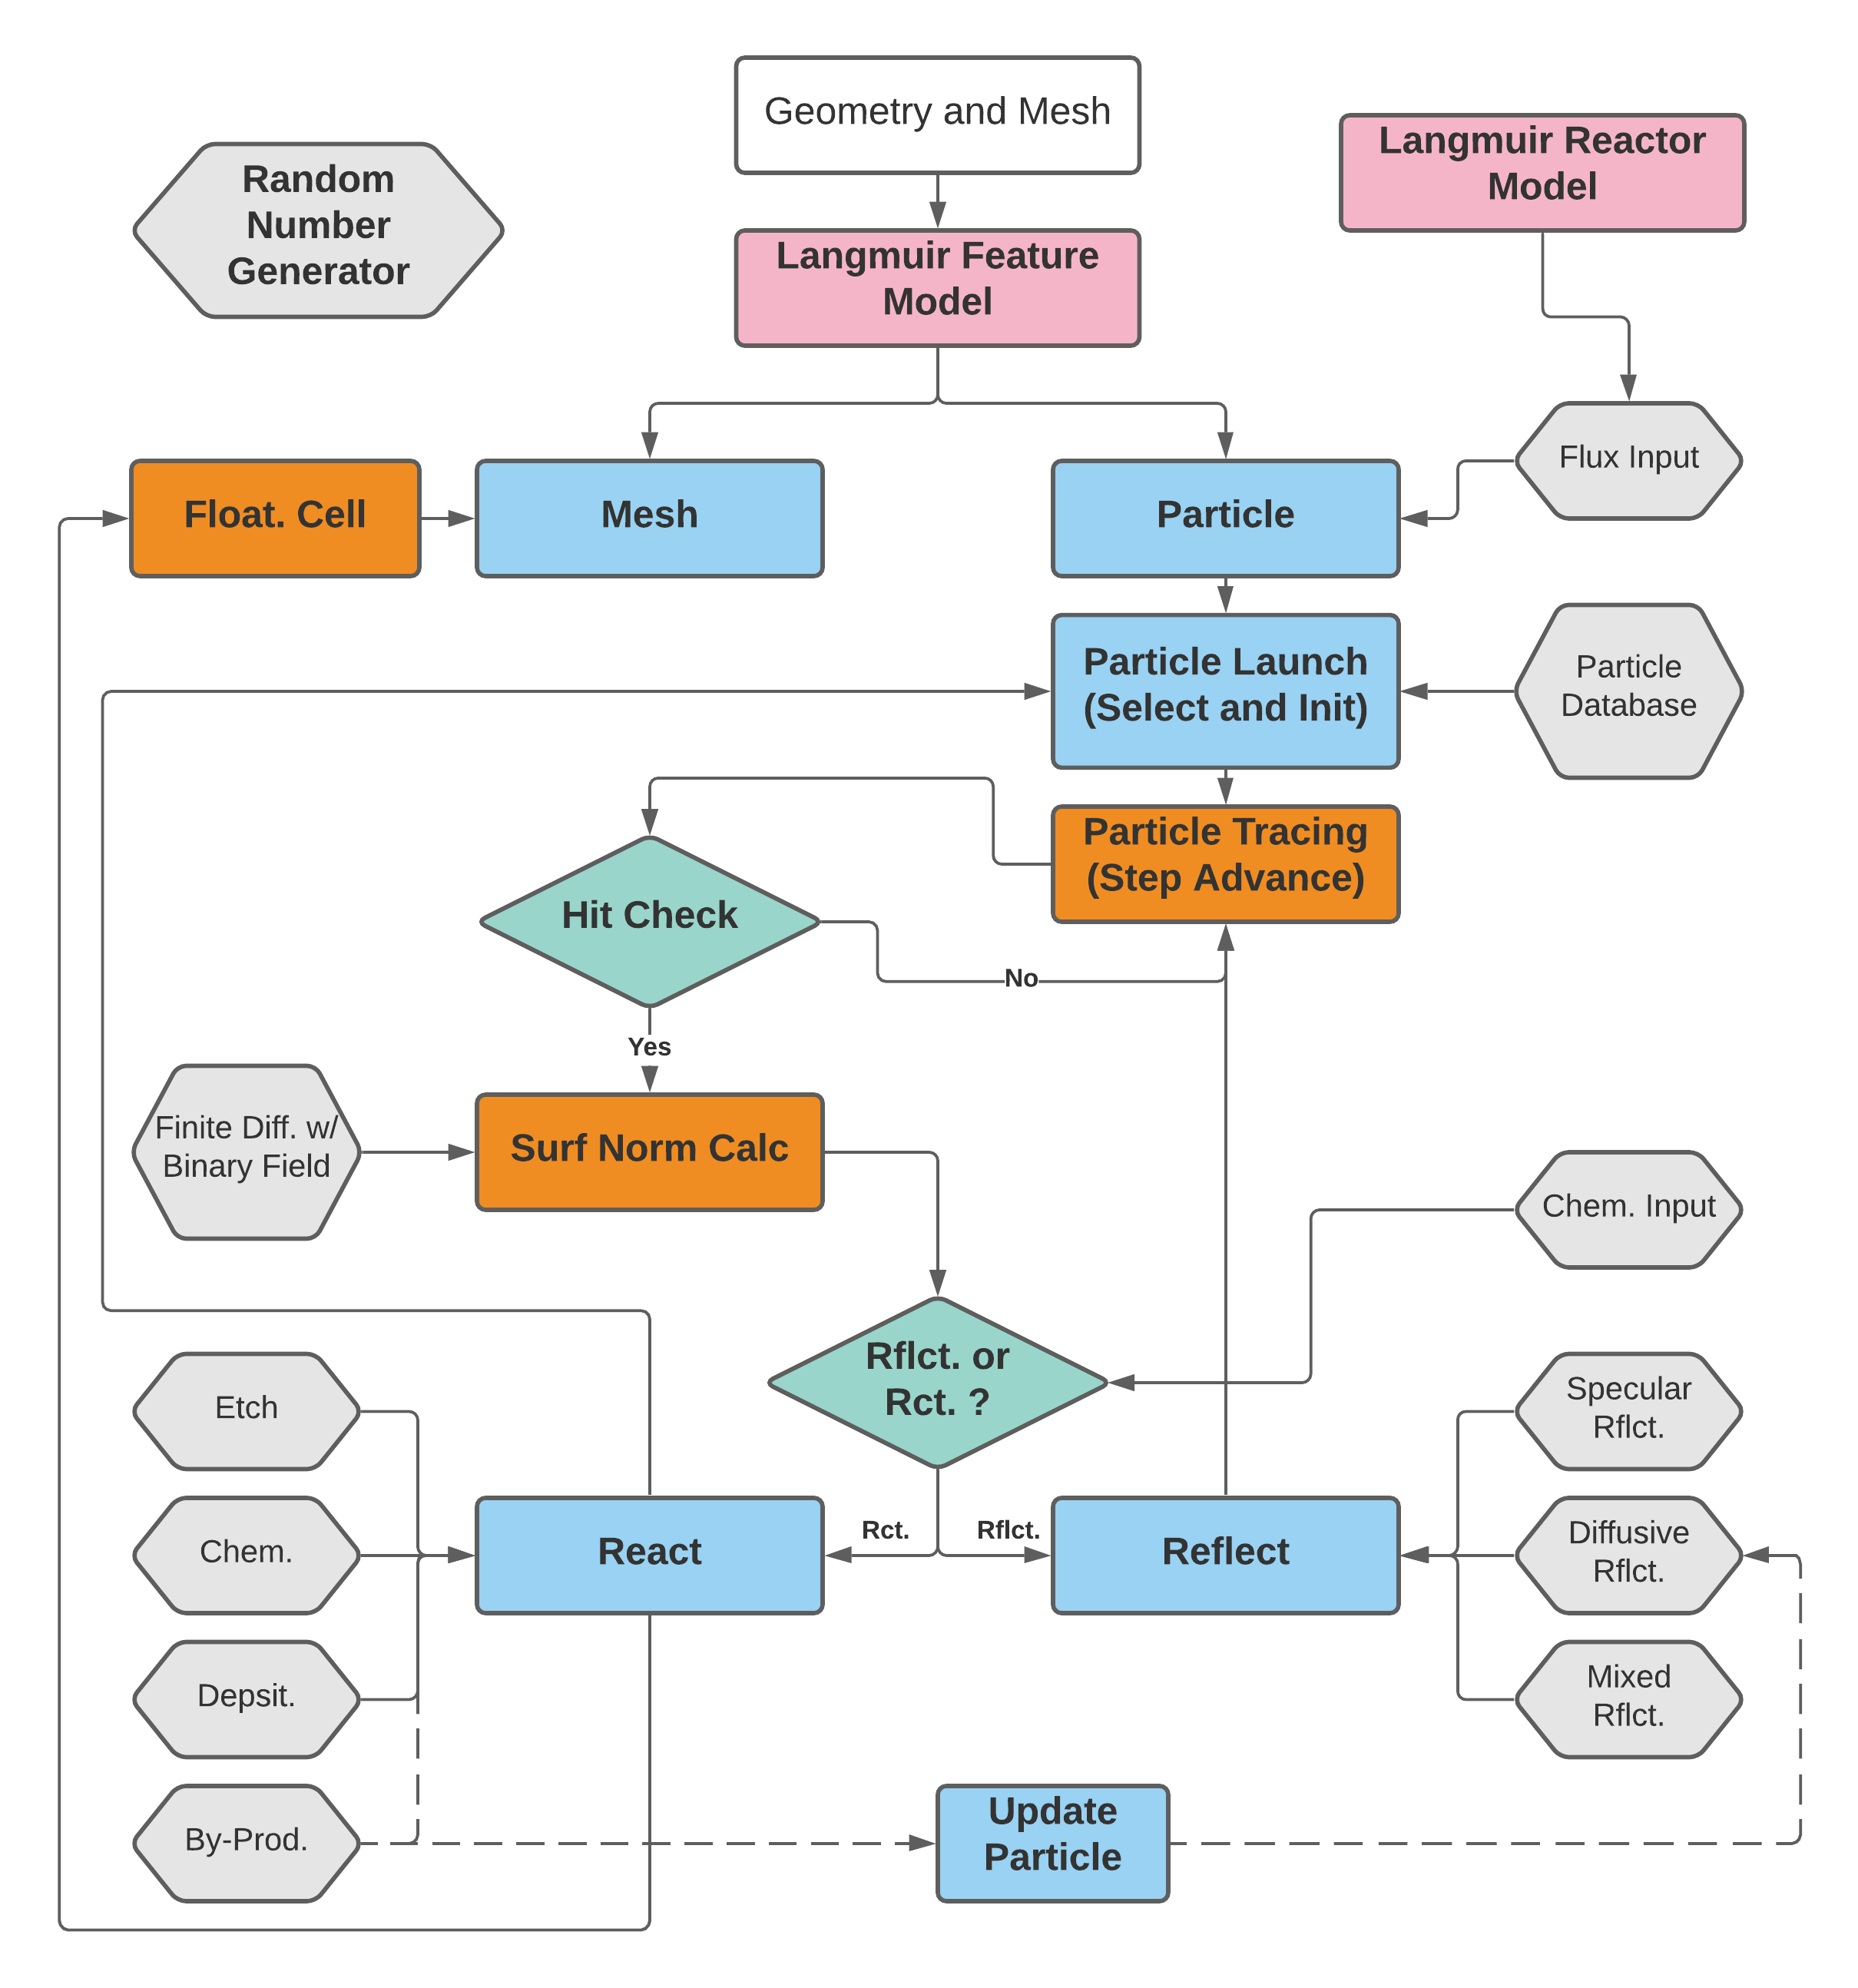 Geometry and Mesh
Langmuir Reactor
Model
Random
Number
Generator
Langmuir Feature
Model
Flux Input
Float. Cell
Mesh
Particle
Particle Launch
(Select and Init)
Particle
Database
Particle Tracing
(Step Advance)
Hit Check
No
Yes
Finite Diff. w/
Binary Field
Surf Norm Calc
Chem. Input
Rflct. or
Rct. ?
Etch
Specular
Rflct.
Chem.
React
Rct.
Rflct.
Reflect
Diffusive
Rflct.
Depsit.
Mixed
Rflct.
By-Prod.
Update
Particle